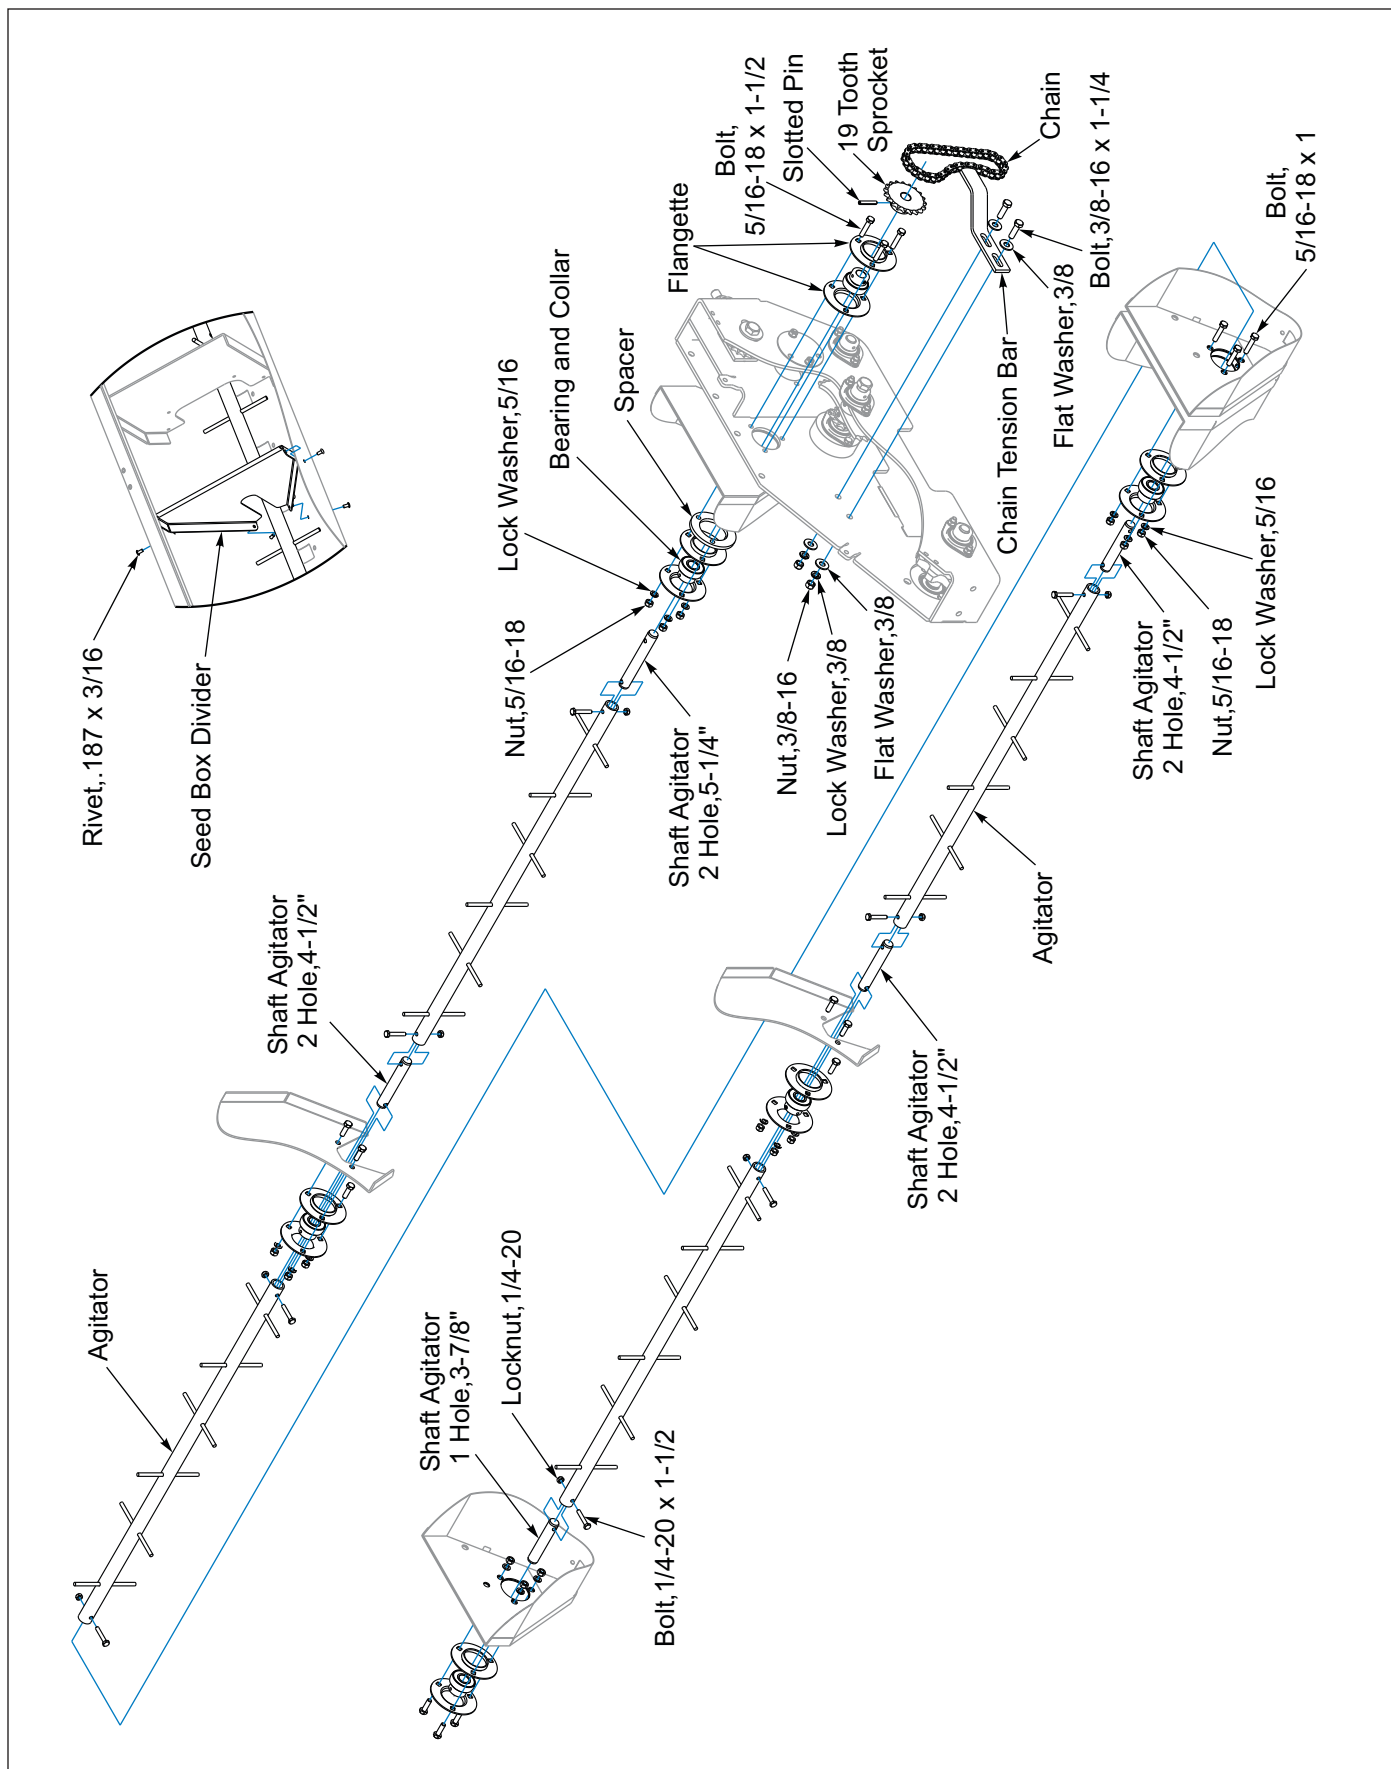 Rivet,.187 x 3/16
Seed Box Divider
Flangette
Bolt,
5/16-18 x 1-1/2
Slotted Pin
19 Tooth
Sprocket
Chain
Bolt,3/8-16 x 1-1/4
Flat Washer,3/8
Chain Tension Bar
Bolt,
5/16-18 x 1
Spacer
Bearing and Collar
Lock Washer,5/16
Nut,5/16-18
Shaft Agitator
2 Hole,5-1/4"
Nut,3/8-16
Lock Washer,3/8
Flat Washer,3/8
Lock Washer,5/16
Nut,5/16-18
Shaft Agitator
2 Hole,4-1/2"
Agitator
Shaft Agitator
2 Hole,4-1/2"
Shaft Agitator
2 Hole,4-1/2"
Agitator
Locknut,1/4-20
Shaft Agitator
1 Hole,3-7/8"
Bolt,1/4-20 x 1-1/2